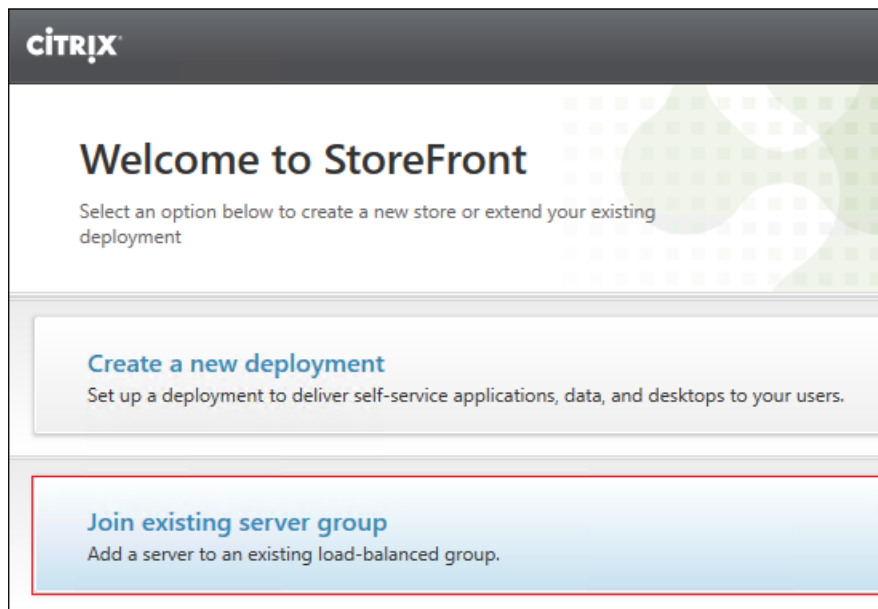 CİTRIX
Welcome to StoreFront
Select an option below to create a new store or extend your existing
deployment
Create a new deployment
Set up a deployment to deliver self-service applications, data, and desktops to your users.
Join existing server group
Add a server to an existing load-balanced group.